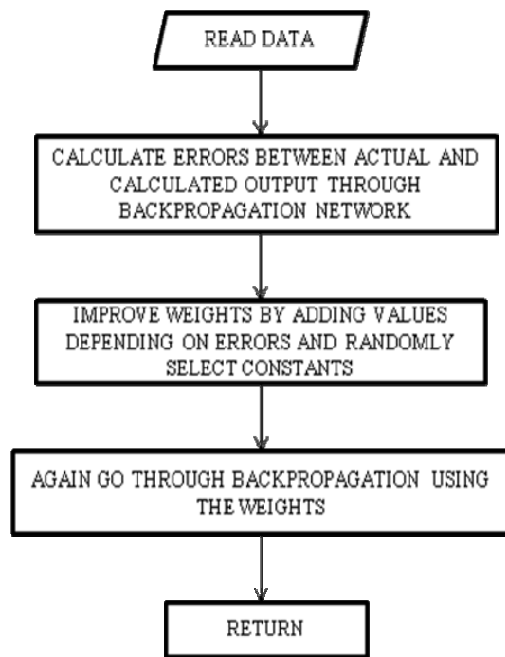 READ DATA
CALCULATE ERRORS BETWEEN ACTUAL AND
CALCULATED OUTPUT THROUGH
BACKPROPAGATION NETWORK
IMPROVE WEIGHTS BY ADDING VALUES
DEPENDING ON ERRORS AND RANDOMLY
SELECT CONSTANTS
AGAIN GO THROUGH BACKPROPAGATION USING
THE WEIGHTS
RETURN